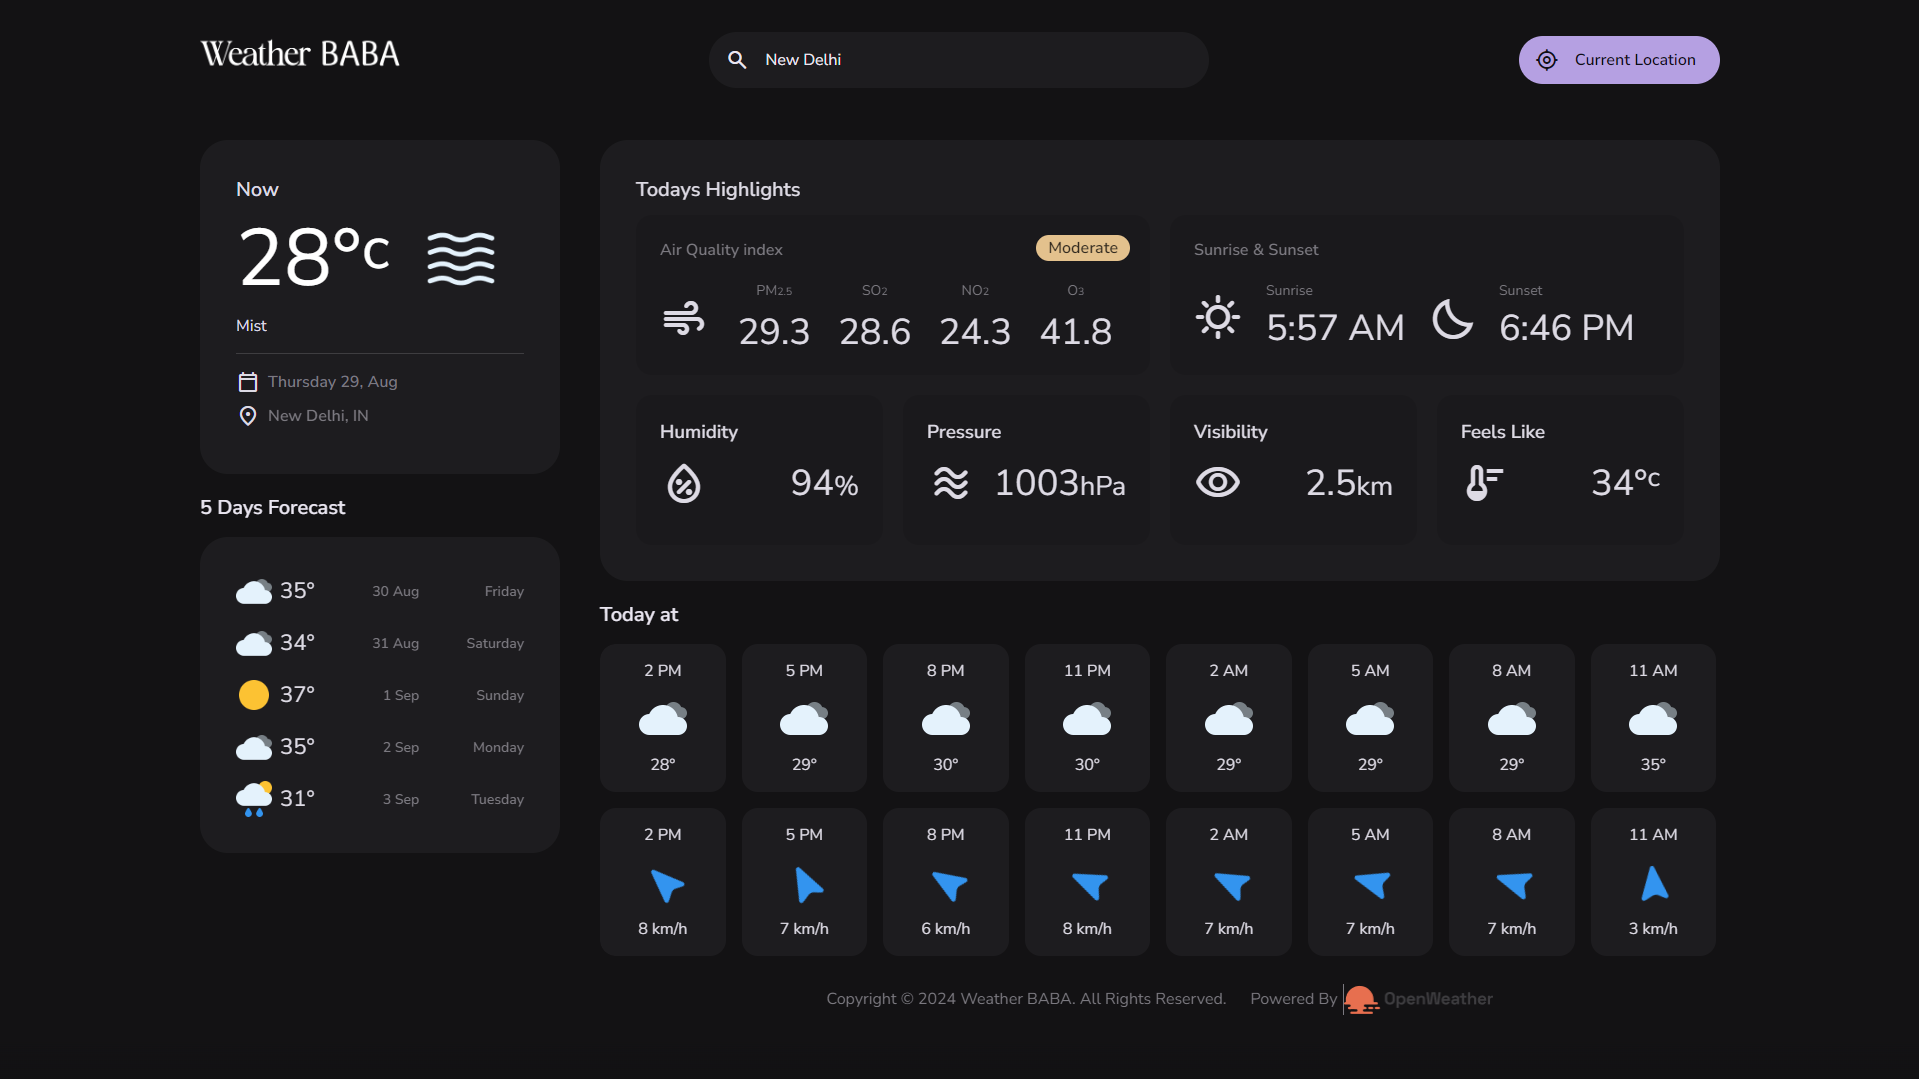 Weather BABA
New Delhi
Current Location
Now
28°c
Mist
Thursday 29, Aug
New Delhi, IN
5 Days Forecast
35° 30 Aug Friday
34° 31 Aug Saturday
37° 1 Sep Sunday
35° 2 Sep Monday
31° 3 Sep Tuesday
Todays Highlights
Air Quality index Moderate
PM2.5 SO2 NO2 O3
29.3 28.6 24.3 41.8
Sunrise & Sunset
Sunrise Sunset
5:57 AM 6:46 PM
Humidity
94%
Pressure
1003hPa
Visibility
2.5km
Feels Like
34°c
Today at
2 PM 5 PM 8 PM 11 PM 2 AM 5 AM 8 AM 11 AM
28° 29° 30° 30° 29° 29° 29° 35°
2 PM 5 PM 8 PM 11 PM 2 AM 5 AM 8 AM 11 AM
8 km/h 7 km/h 6 km/h 8 km/h 7 km/h 7 km/h 7 km/h 3 km/h
Copyright © 2024 Weather BABA. All Rights Reserved. Powered By OpenWeather